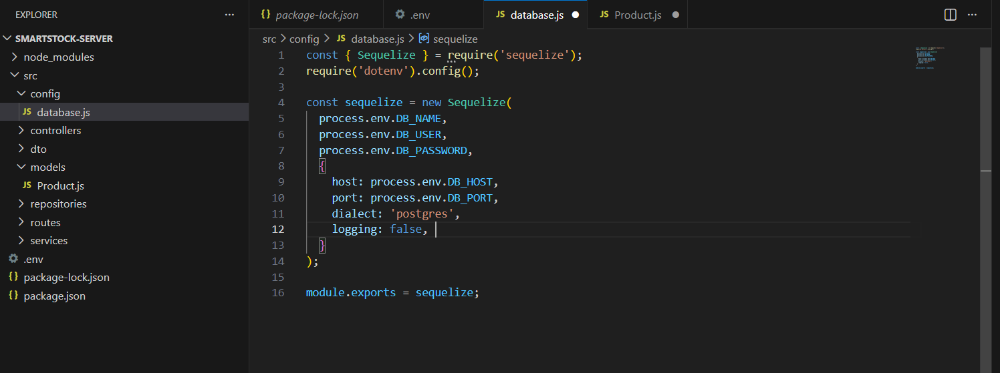 EXPLORER
SMARTSTOCK-SERVER
node_modules
src
config
JS database.js
controllers
dto
models
JS Product.js
repositories
routes
services
.env
{} package-lock.json
{} package.json
{} package-lock.json .env JS database.js JS Product.js
src > config > JS database.js > sequelize
1 const { Sequelize } = require('sequelize');
2 require('dotenv').config();
3
4 const sequelize = new Sequelize(
5 process.env.DB_NAME,
6 process.env.DB_USER,
7 process.env.DB_PASSWORD,
8 {
9 host: process.env.DB_HOST,
10 port: process.env.DB_PORT,
11 dialect: 'postgres',
12 logging: false,
13 }
14 );
15
16 module.exports = sequelize;